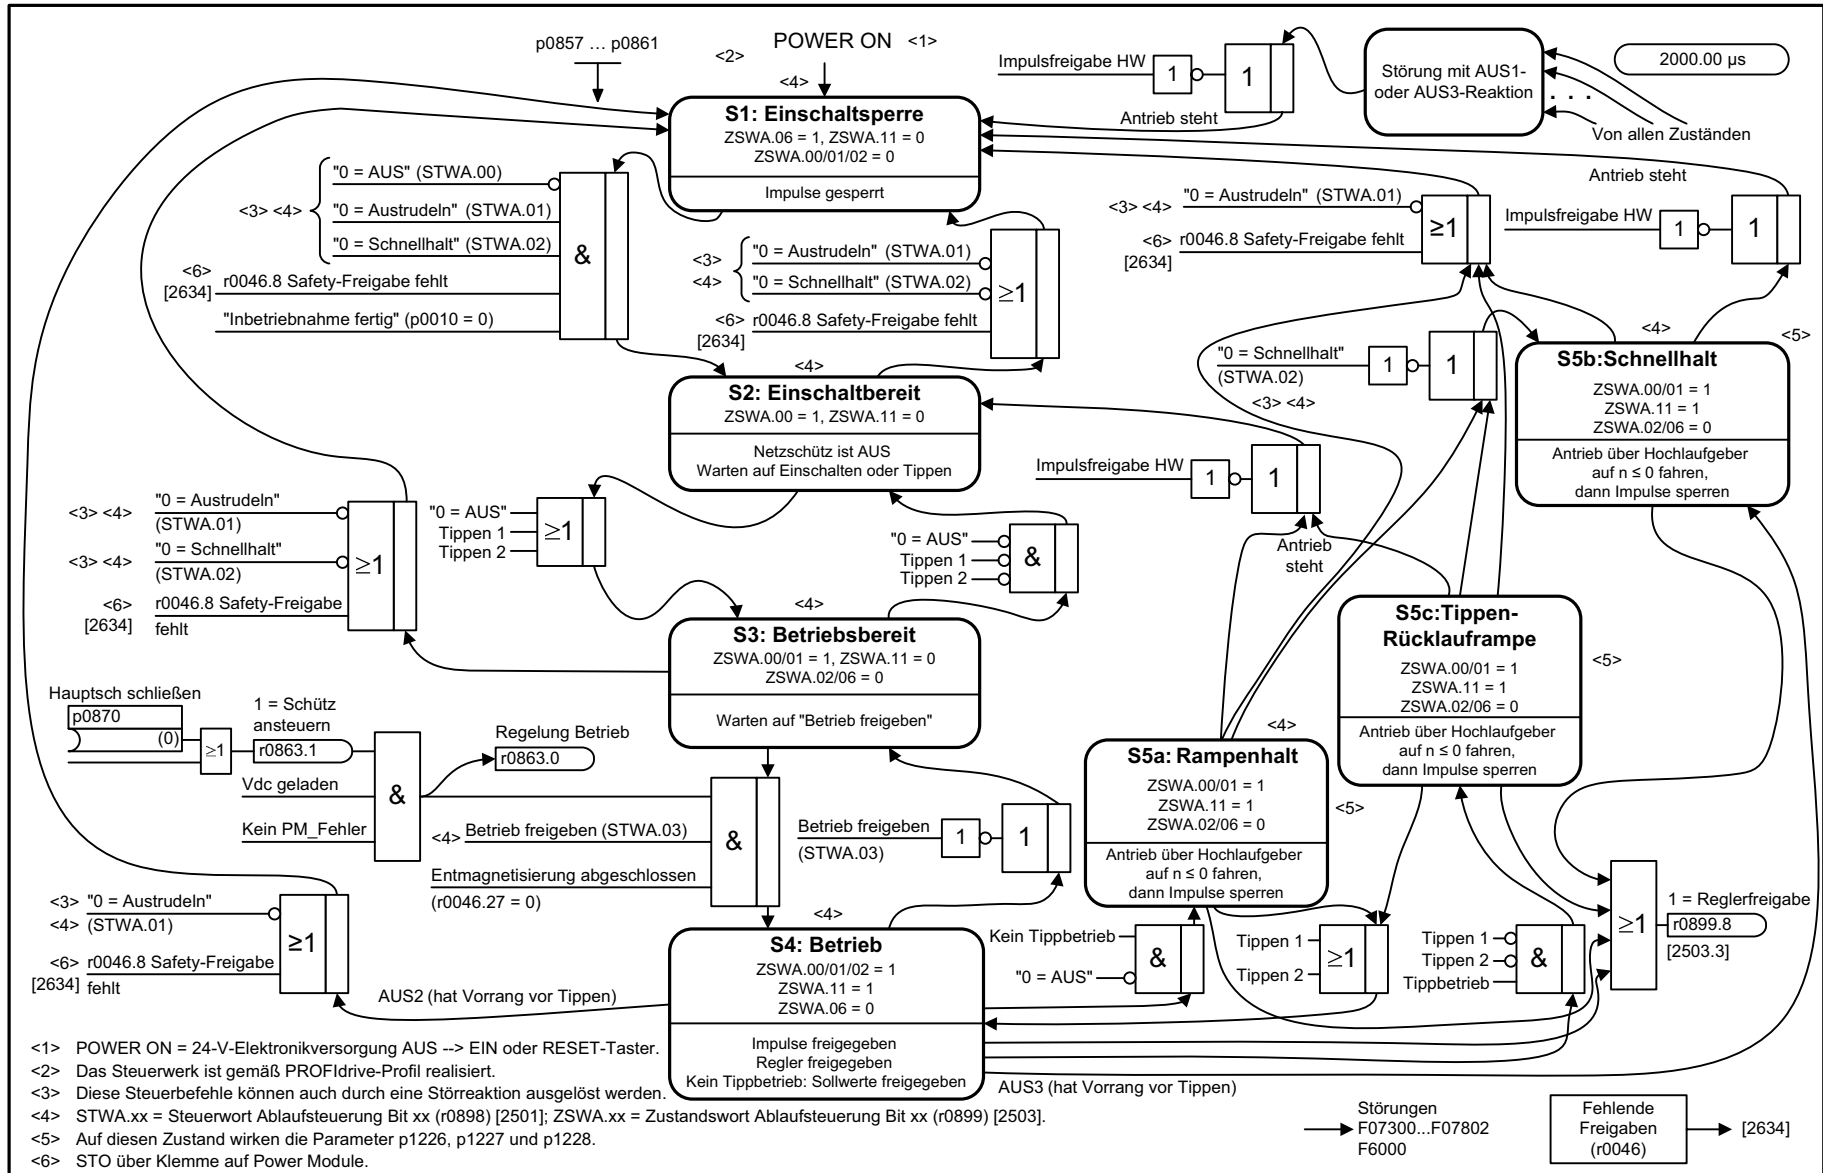 p0857 … p0861
<2>
POWER ON <1>
<4>
S1: Einschaltsperre
ZSWA.06 = 1, ZSWA.11 = 0
ZSWA.00/01/02 = 0
Impulse gesperrt
Impulsfreigabe HW
1
1
Antrieb steht
Störung mit AUS1-
oder AUS3-Reaktion
. . .
Von allen Zuständen
2000.00 µs
<3> <4>
"0 = AUS" (STWA.00)
"0 = Austrudeln" (STWA.01)
"0 = Schnellhalt" (STWA.02)
<6>
[2634]
r0046.8 Safety-Freigabe fehlt
"Inbetriebnahme fertig" (p0010 = 0)
&
<3>
<4>
"0 = Austrudeln" (STWA.01)
"0 = Schnellhalt" (STWA.02)
<6>
[2634]
r0046.8 Safety-Freigabe fehlt
≥1
<3> <4>
"0 = Austrudeln" (STWA.01)
<6>
[2634]
r0046.8 Safety-Freigabe fehlt
≥1
Antrieb steht
Impulsfreigabe HW
1
1
<4>
S2: Einschaltbereit
ZSWA.00 = 1, ZSWA.11 = 0
Netzschütz ist AUS
Warten auf Einschalten oder Tippen
"0 = Schnellhalt"
(STWA.02)
<3> <4>
1
1
<4>
<5>
S5b:Schnellhalt
ZSWA.00/01 = 1
ZSWA.11 = 1
ZSWA.02/06 = 0
Antrieb über Hochlaufgeber
auf n ≤ 0 fahren,
dann Impulse sperren
Impulsfreigabe HW
1
1
Antrieb
steht
<3> <4>
"0 = Austrudeln"
(STWA.01)
<3> <4>
"0 = Schnellhalt"
(STWA.02)
<6>
[2634]
r0046.8 Safety-Freigabe
fehlt
≥1
"0 = AUS"
Tippen 1
Tippen 2
≥1
"0 = AUS"
Tippen 1
Tippen 2
&
<4>
S3: Betriebsbereit
ZSWA.00/01 = 1, ZSWA.11 = 0
ZSWA.02/06 = 0
Warten auf "Betrieb freigeben"
S5c:Tippen-
Rücklauframpe
ZSWA.00/01 = 1
ZSWA.11 = 1
ZSWA.02/06 = 0
Antrieb über Hochlaufgeber
auf n ≤ 0 fahren,
dann Impulse sperren
<5>
Hauptsch schließen
p0870
(0)
≥1
1 = Schütz
ansteuern
r0863.1
Vdc geladen
Kein PM_Fehler
&
Regelung Betrieb
r0863.0
<4> Betrieb freigeben (STWA.03)
Entmagnetisierung abgeschlossen
(r0046.27 = 0)
&
Betrieb freigeben
(STWA.03)
1
1
<4>
S5a: Rampenhalt
ZSWA.00/01 = 1
ZSWA.11 = 1
ZSWA.02/06 = 0
Antrieb über Hochlaufgeber
auf n ≤ 0 fahren,
dann Impulse sperren
<5>
<3> "0 = Austrudeln"
<4> (STWA.01)
<6> r0046.8 Safety-Freigabe
[2634] fehlt
≥1
AUS2 (hat Vorrang vor Tippen)
<4>
S4: Betrieb
ZSWA.00/01/02 = 1
ZSWA.11 = 1
ZSWA.06 = 0
Impulse freigegeben
Regler freigegeben
Kein Tippbetrieb: Sollwerte freigegeben
Kein Tippbetrieb
"0 = AUS"
&
Tippen 1
Tippen 2
≥1
Tippen 1
Tippen 2
Tippbetrieb
&
≥1
1 = Reglerfreigabe
r0899.8
[2503.3]
AUS3 (hat Vorrang vor Tippen)
<1> POWER ON = 24-V-Elektronikversorgung AUS --> EIN oder RESET-Taster.
<2> Das Steuerwerk ist gemäß PROFIdrive-Profil realisiert.
<3> Diese Steuerbefehle können auch durch eine Störreaktion ausgelöst werden.
<4> STWA.xx = Steuerwort Ablaufsteuerung Bit xx (r0898) [2501]; ZSWA.xx = Zustandswort Ablaufsteuerung Bit xx (r0899) [2503].
<5> Auf diesen Zustand wirken die Parameter p1226, p1227 und p1228.
<6> STO über Klemme auf Power Module.
Störungen
F07300...F07802
F6000
Fehlende
Freigaben
(r0046)
[2634]